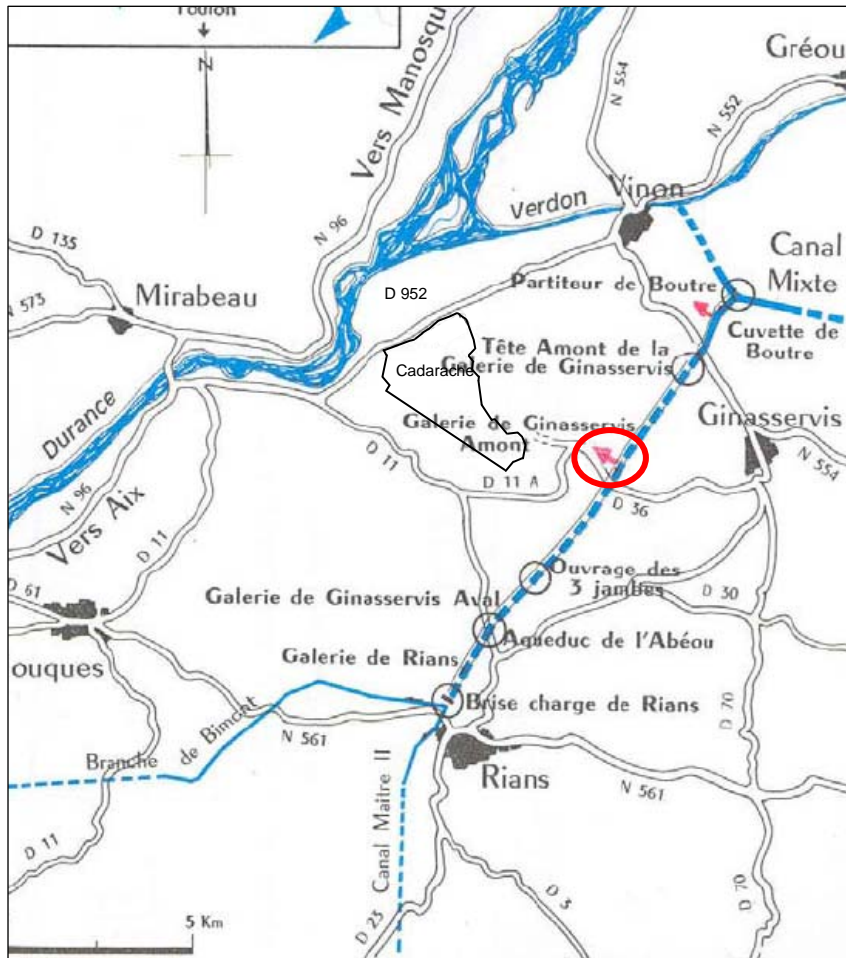 Toulon
N
Vers Manosqu
N 554
Gréou
N 552
Vinon
Verdon
D 135
N 96
Canal
Mixte
D 952
Partiteur de Boutre
N 573
Mirabeau
Cuvette de
Boutre
Tête Amont de la
Galerie de Ginasservis
Cadarache
Durance
Galerie de Ginasservis
Amont
Ginasservis
D 11
N 554
D 11 A
N 96
D 36
Vers Aix
D 11
Ouvrage des
3 jambes
D 61
D 30
Galerie de Ginasservis Aval
Aqueduc de l'Abéou
Galerie de Rians
ouques
Brise charge de Rians
D 70
N 561
Branche de Bimont
Rians
N 561
Canal Maitre II
D 11
D 70
5 Km
D 23
D 3